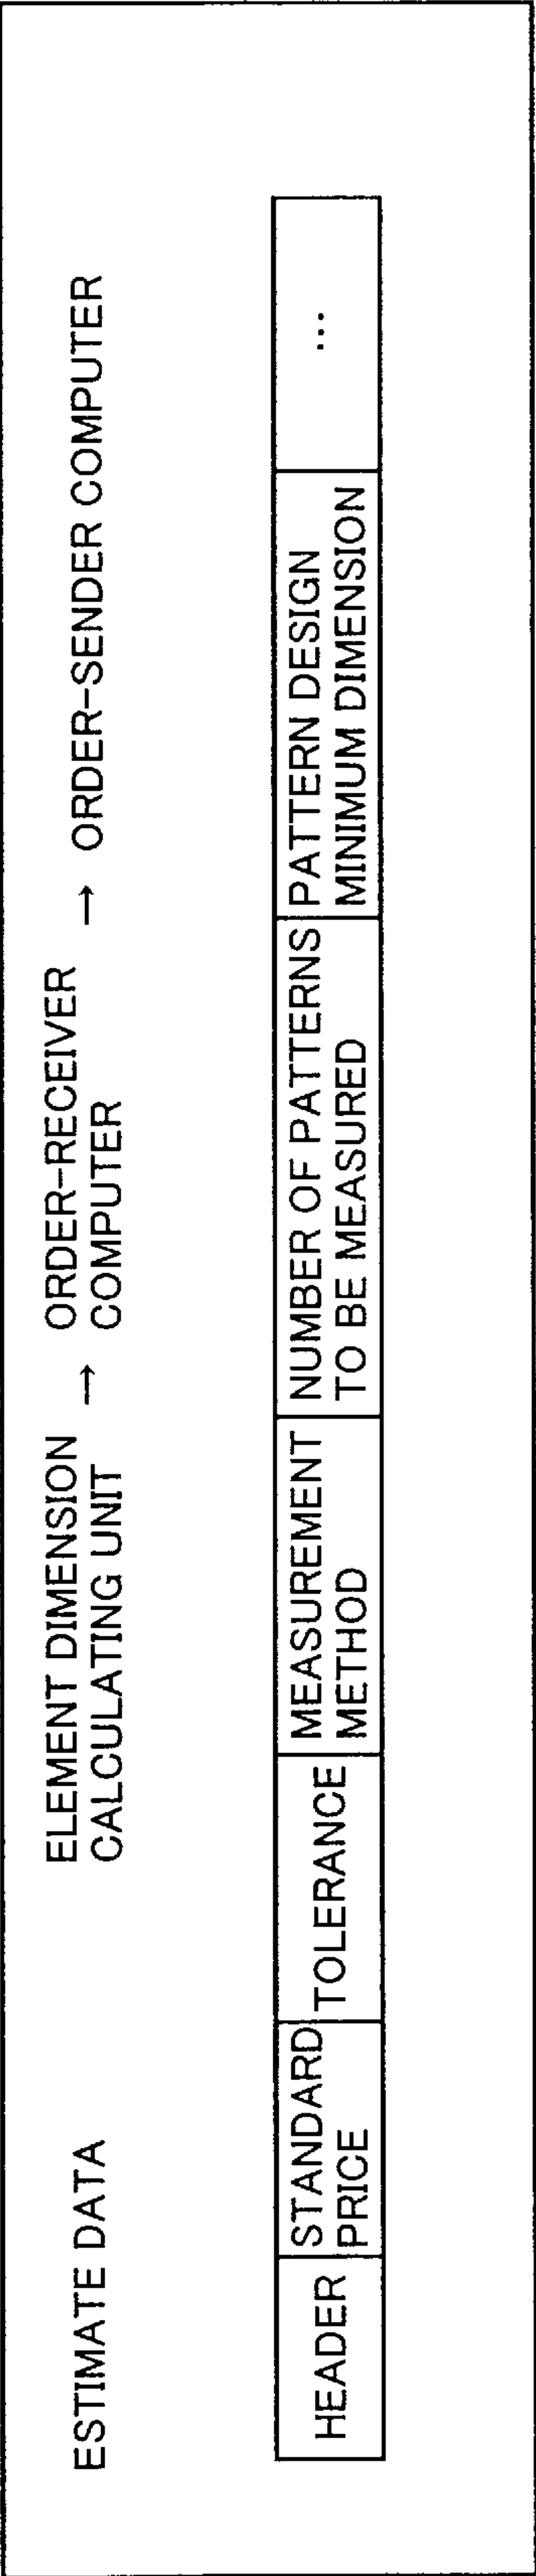 ESTIMATE DATA
ELEMENT DIMENSION
CALCULATING UNIT
→
ORDER-RECEIVER
COMPUTER
→
ORDER-SENDER COMPUTER
HEADER
STANDARD
PRICE
TOLERANCE
MEASUREMENT
METHOD
NUMBER OF PATTERNS
TO BE MEASURED
PATTERN DESIGN
MINIMUM DIMENSION
...